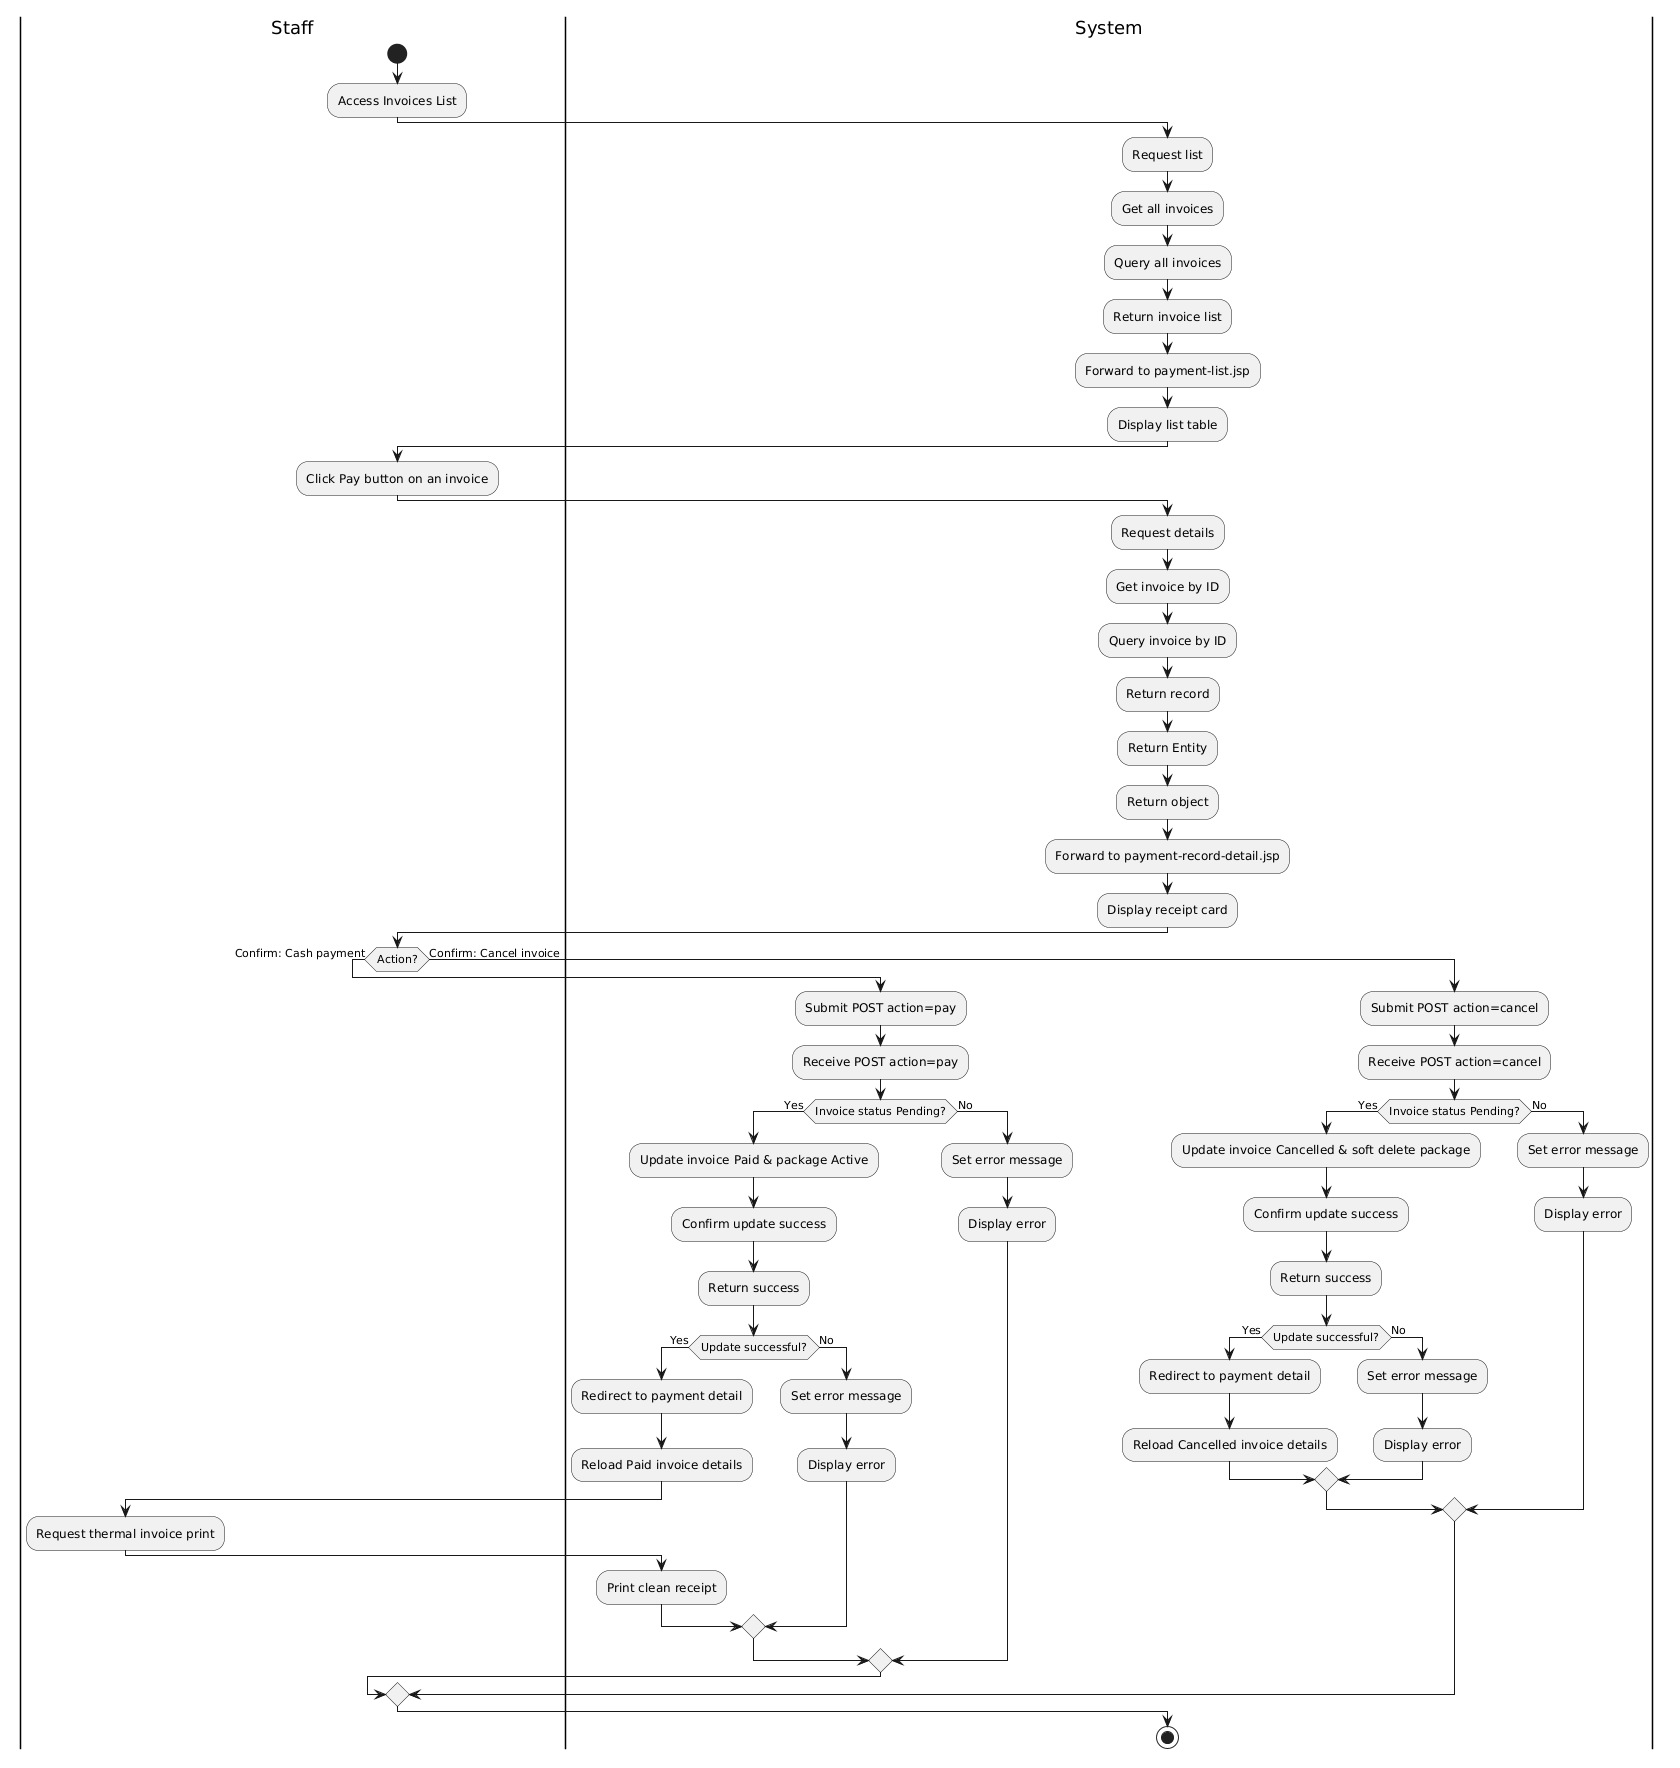 Staff
System
Access Invoices List
Request list
Get all invoices
Query all invoices
Return invoice list
Forward to payment-list.jsp
Display list table
Click Pay button on an invoice
Request details
Get invoice by ID
Query invoice by ID
Return record
Return Entity
Return object
Forward to payment-record-detail.jsp
Display receipt card
Confirm: Cash payment
Action?
Confirm: Cancel invoice
Submit POST action=pay
Submit POST action=cancel
Receive POST action=pay
Receive POST action=cancel
Yes
Invoice status Pending?
No
Yes
Invoice status Pending?
No
Update invoice Paid & package Active
Set error message
Update invoice Cancelled & soft delete package
Set error message
Confirm update success
Display error
Confirm update success
Display error
Return success
Return success
Yes
Update successful?
No
Yes
Update successful?
No
Redirect to payment detail
Set error message
Redirect to payment detail
Set error message
Reload Paid invoice details
Display error
Reload Cancelled invoice details
Display error
Request thermal invoice print
Print clean receipt